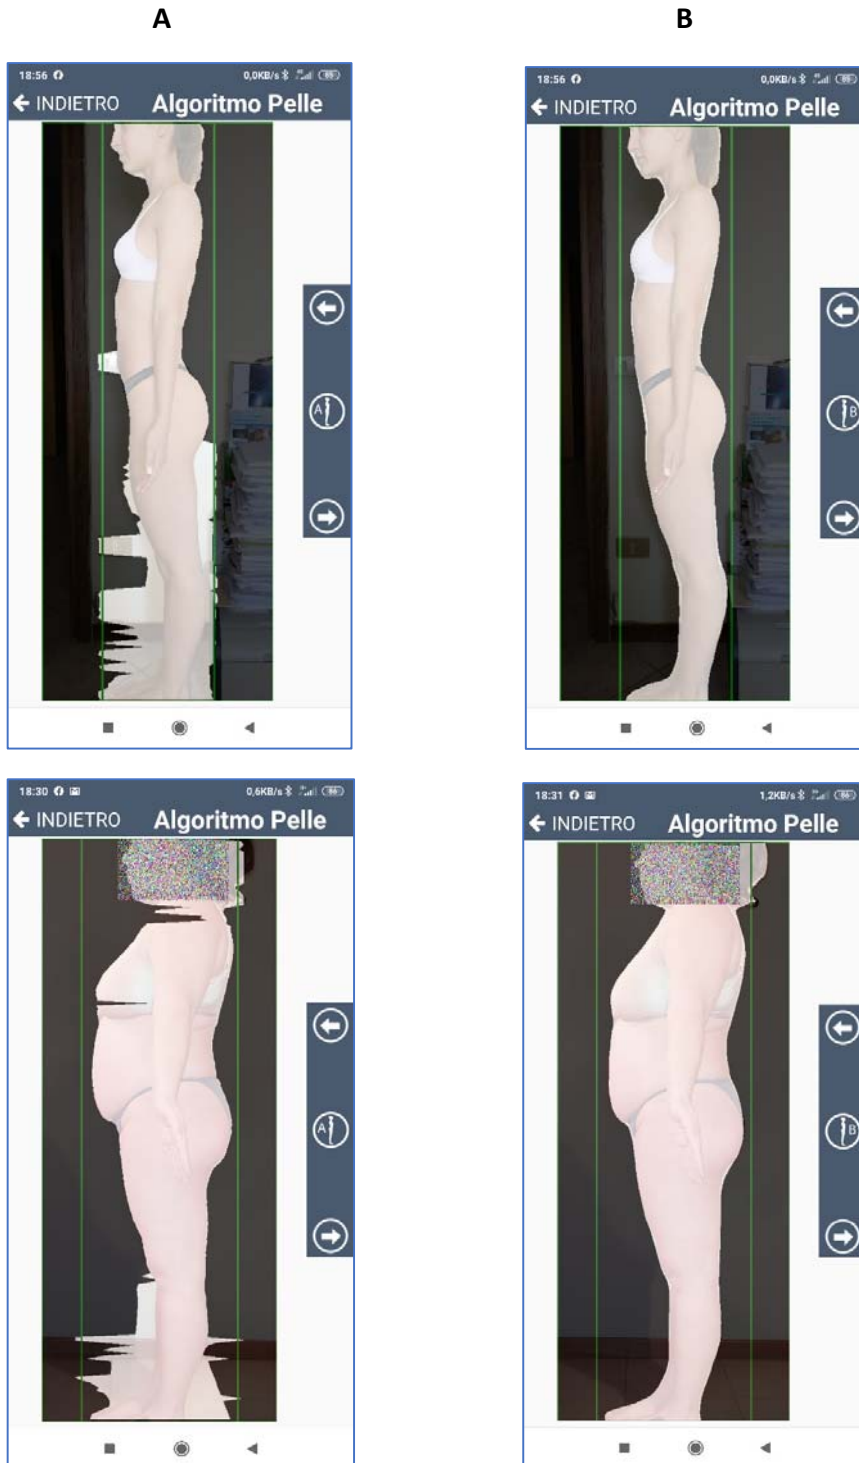 A
B
18:56
0,0KB/s
← INDIETRO Algoritmo Pelle
A
18:56
0,0KB/s
← INDIETRO Algoritmo Pelle
B
18:30
0,6KB/s
← INDIETRO Algoritmo Pelle
A
18:31
1,2KB/s
← INDIETRO Algoritmo Pelle
B